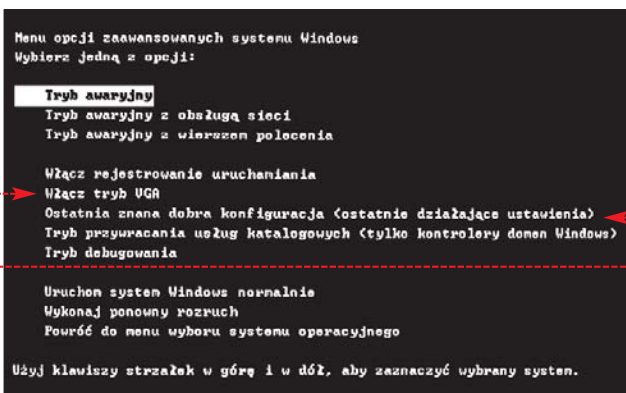 Menu opcji zaawansowanych systemu Windows
Wybierz jedną z opcji:
Tryb awaryjny
Tryb awaryjny z obsługą sieci
Tryb awaryjny z wierszem polecenia
Włącz rejestrowanie uruchamiania
Włącz tryb VGA
Ostatnia znana dobra konfiguracja (ostatnie działające ustawienia)
Tryb przywracania usług katalogowych (tylko kontrolery domen Windows)
Tryb debugowania
Uruchom system Windows normalnie
Wykonaj ponowny rozruch
Powróć do menu wyboru systemu operacyjnego
Użyj klawiszy strzałek w górę i w dół, aby zaznaczyć wybrany system.